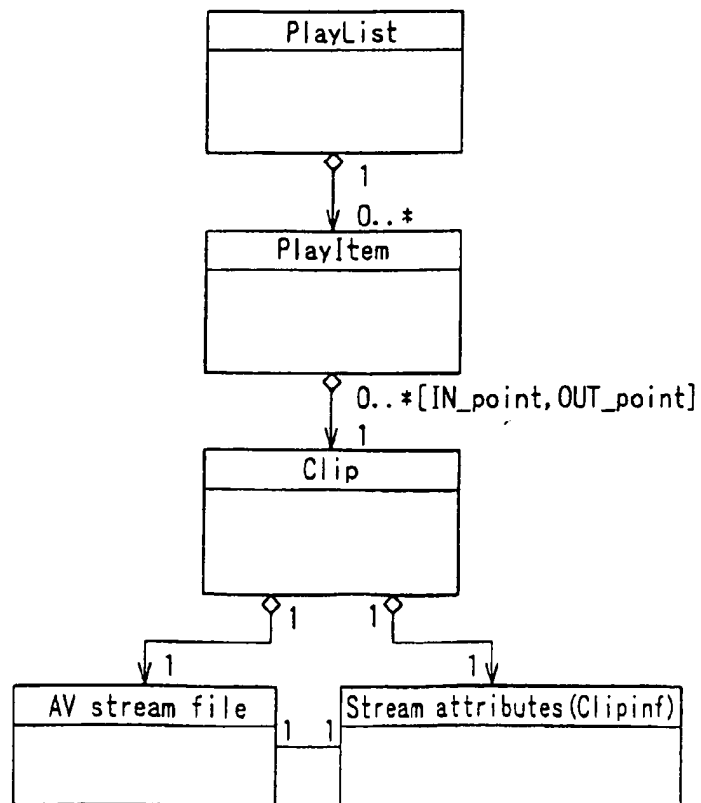 PlayList
1
0..*
PlayItem
0..*[IN_point,OUT_point]
1
Clip
1 1
1 1
AV stream file Stream attributes(Clipinf)
1 1